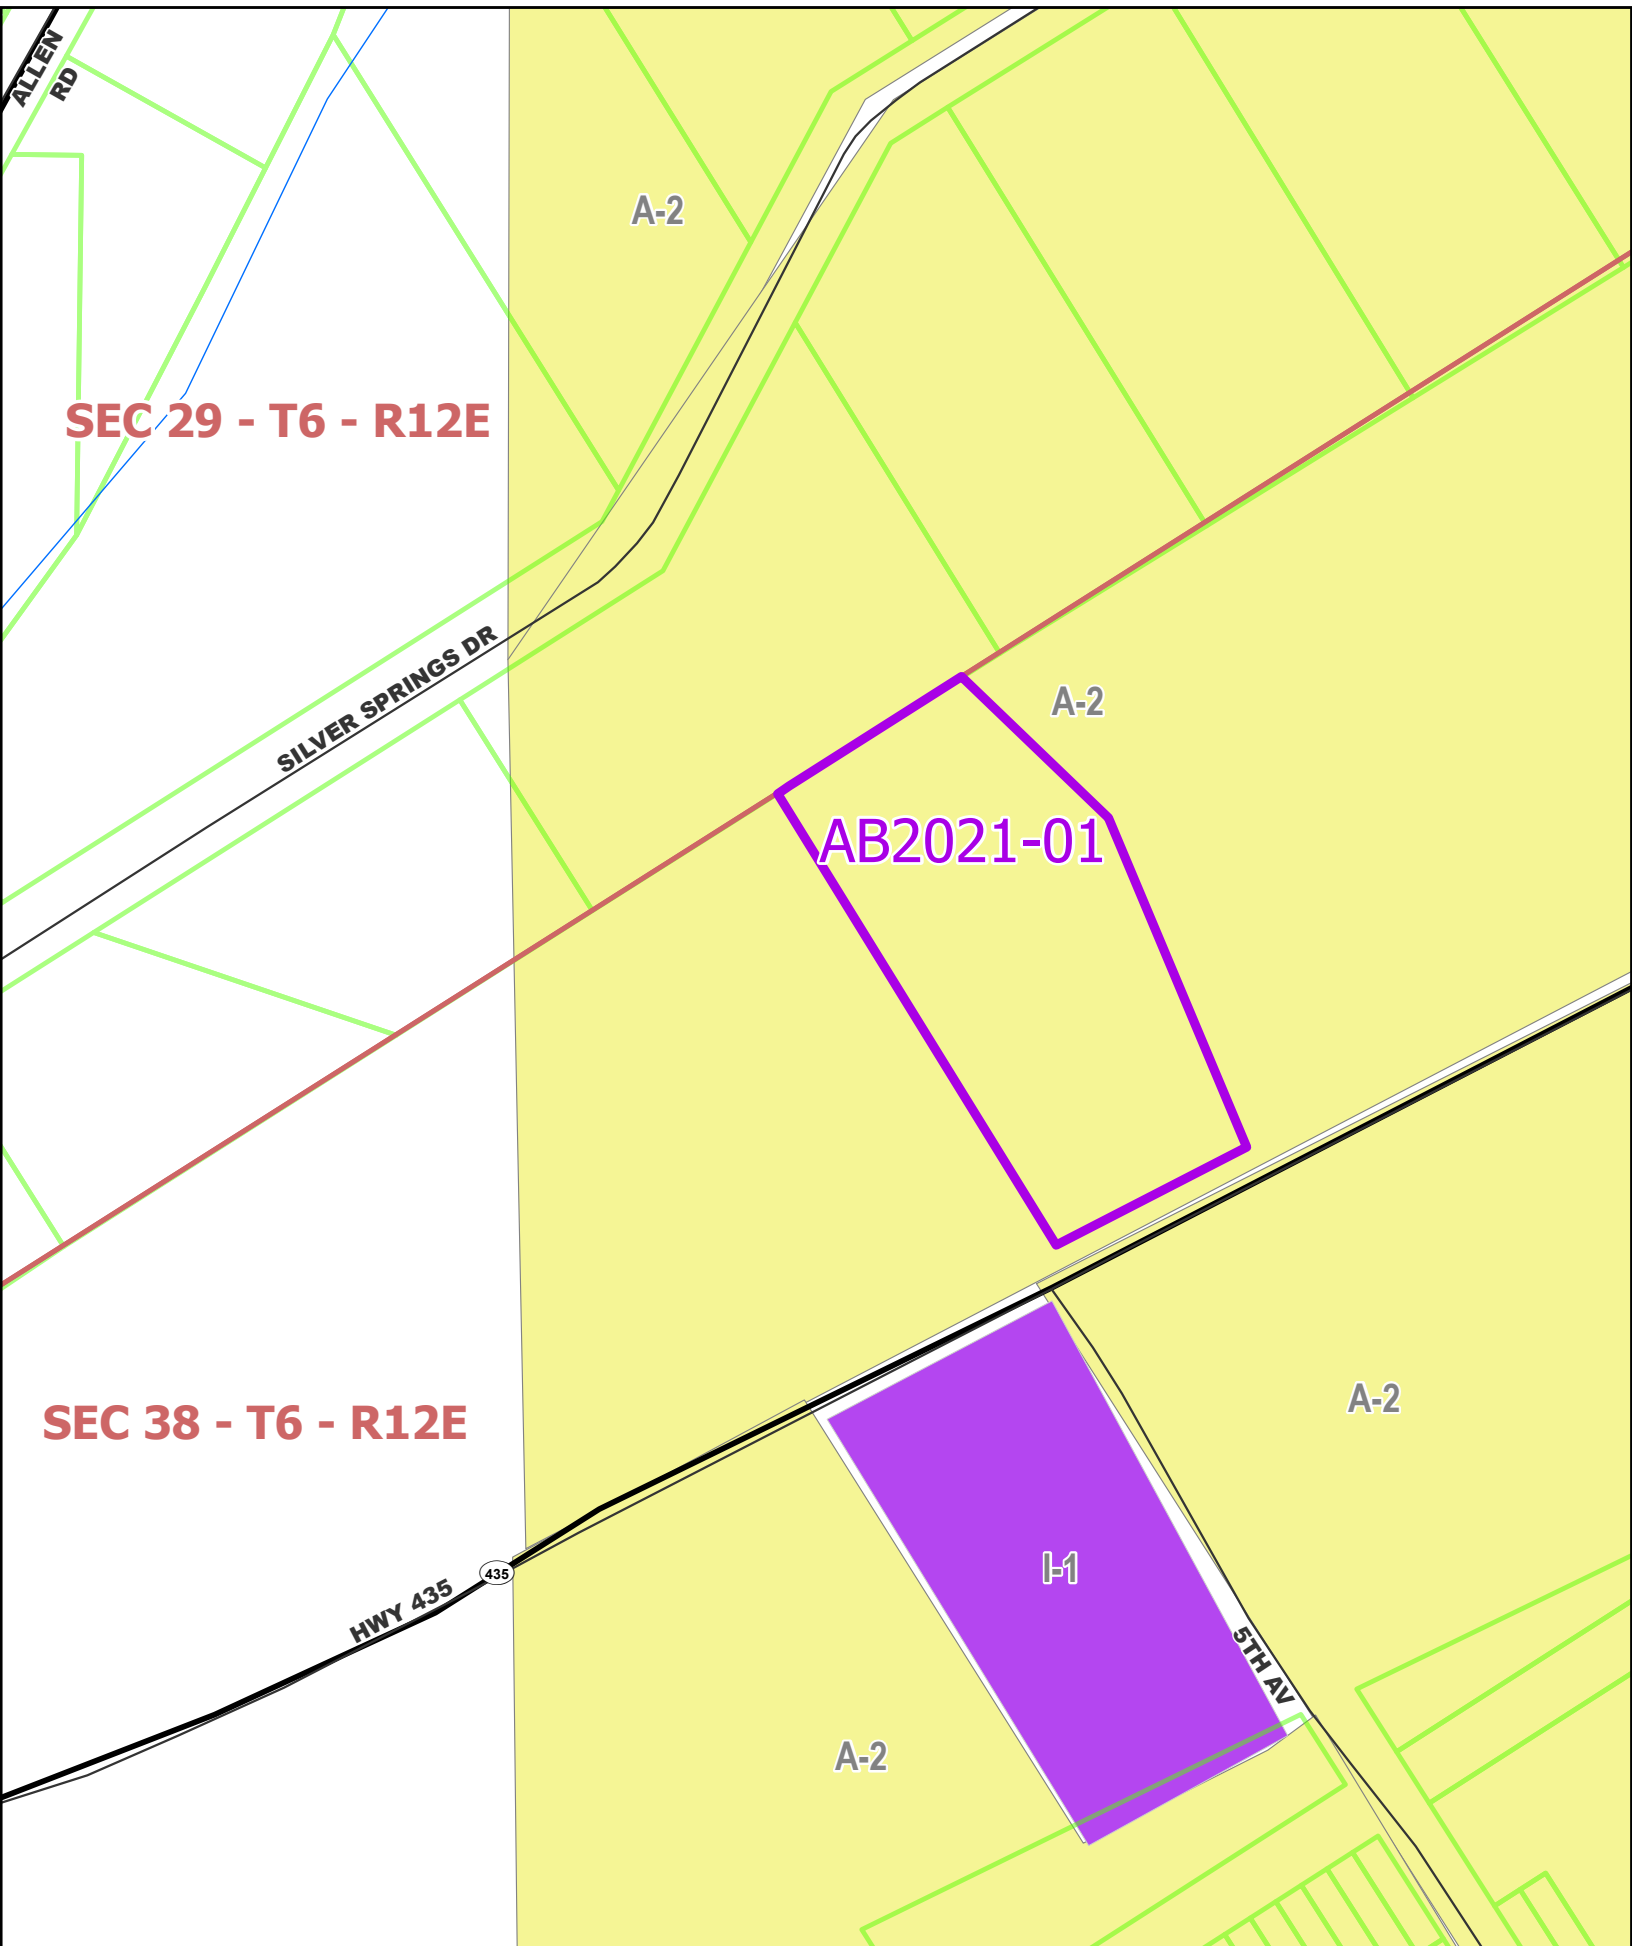 ALLEN
RD
A-2
SEC 29 - T6 - R12E
SILVER SPRINGS DR
A-2
AB2021-01
A-2
SEC 38 - T6 - R12E
I-1
435
HWY 435
5TH AV
A-2